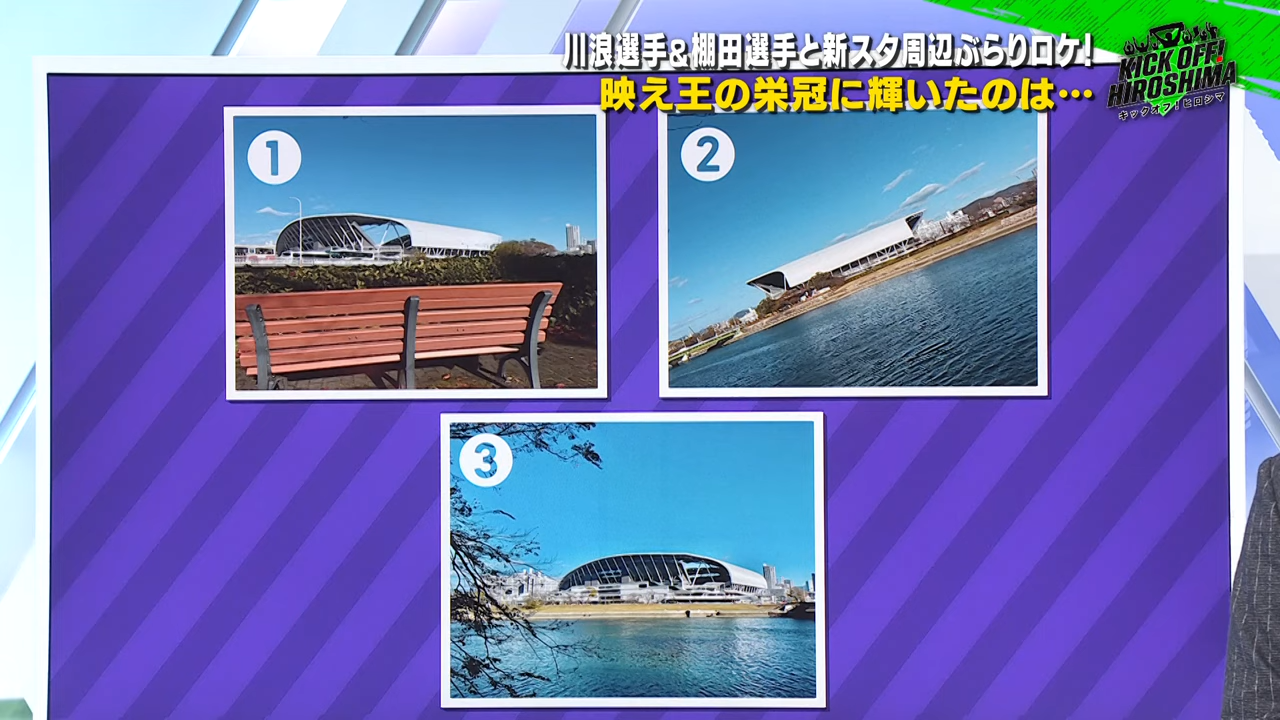 川浪選手&棚田選手と新スタ周辺ぶらりロケ!
映え王の栄冠に輝いたのは…
KICK OFF!
HIROSHIMA
キックオフ!ヒロシマ
1
2
3